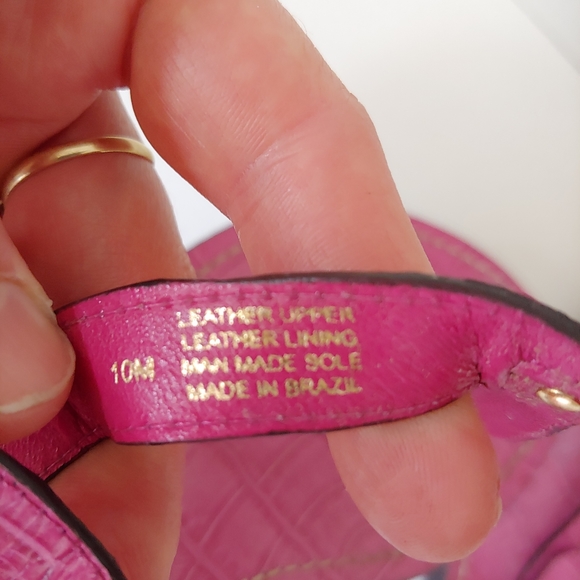 LEATHER UPPER
LEATHER LINING
10M MAN MADE SOLE
MADE IN BRAZIL